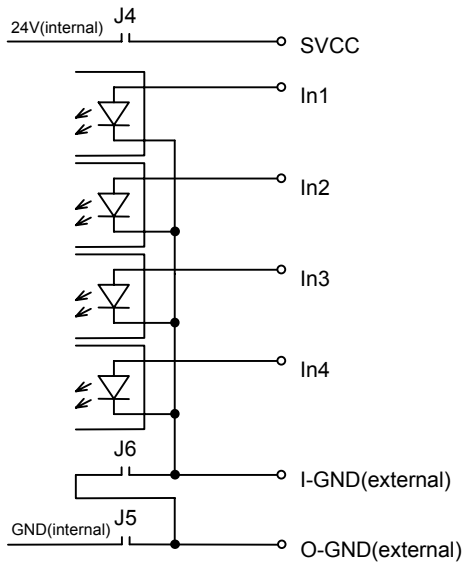 J4
24V(internal)
SVCC
In1
In2
In3
In4
J6
I-GND(external)
J5
GND(internal)
O-GND(external)